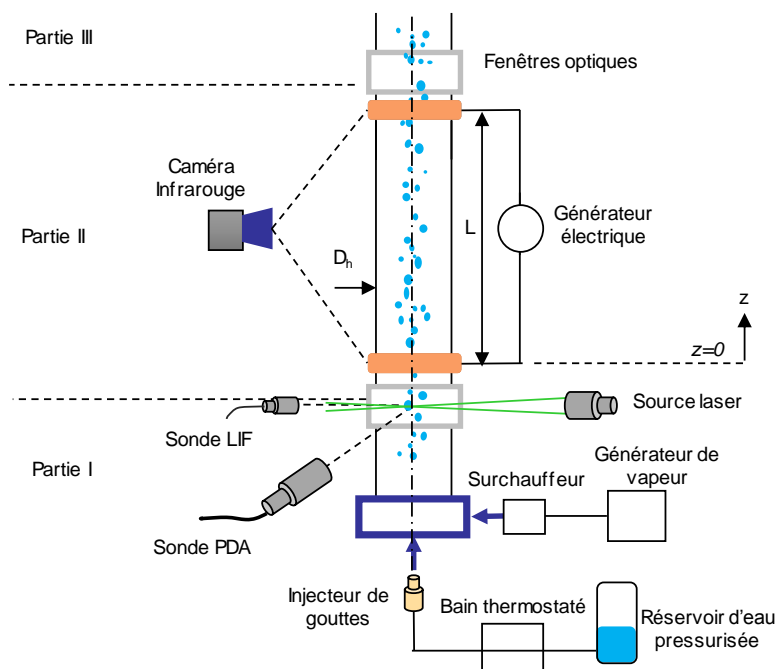 Partie III
Fenêtres optiques
Caméra
Infrarouge
Partie II
L
Générateur
électrique
Dh
z
z=0
Source laser
Sonde LIF
Partie I
Surchauffeur
Générateur de
vapeur
Sonde PDA
Injecteur de
gouttes
Bain thermostaté
Réservoir d'eau
pressurisée